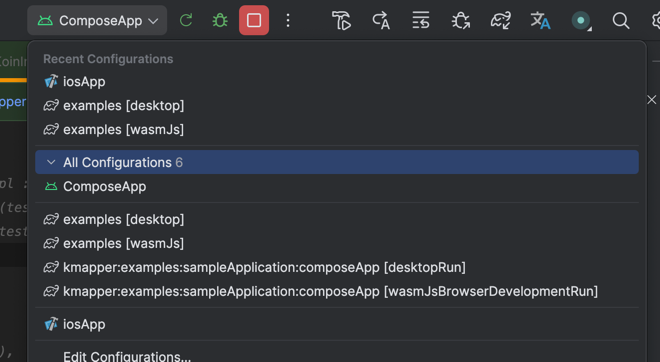 ComposeApp
Recent Configurations
iosApp
examples [desktop]
examples [wasmJs]
All Configurations 6
ComposeApp
examples [desktop]
examples [wasmJs]
kmapper:examples:sampleApplication:composeApp [desktopRun]
kmapper:examples:sampleApplication:composeApp [wasmJsBrowserDevelopmentRun]
iosApp
Edit Configurations...